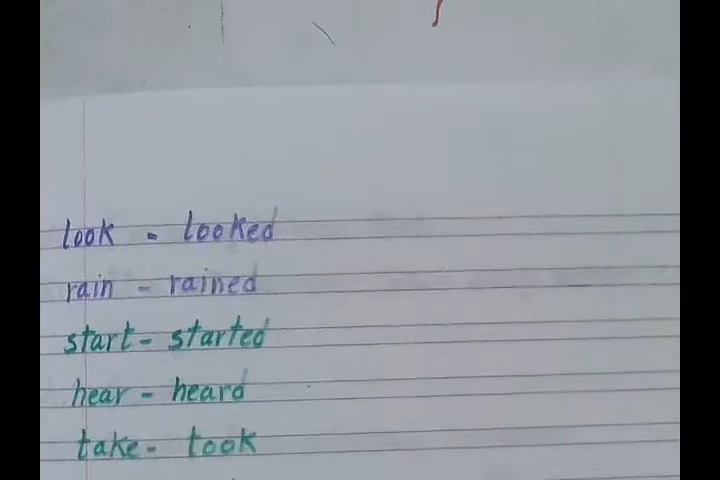 look - looked
rain - rained
start - started
hear - heard
take - took